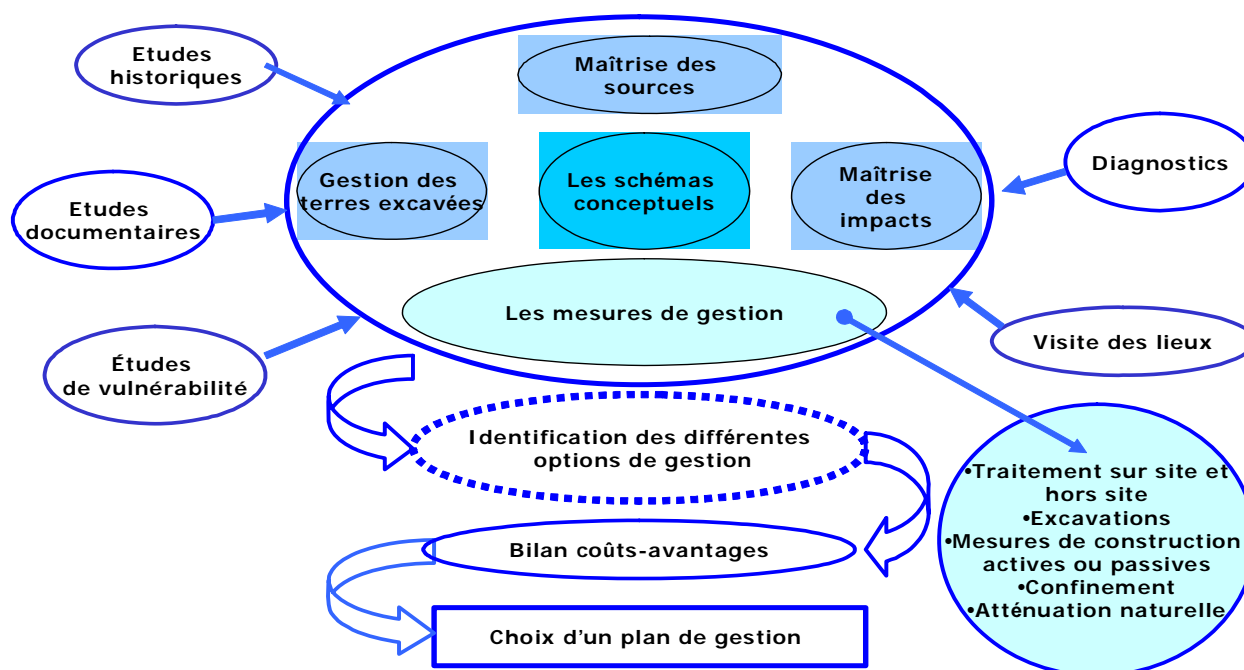 Etudes
historiques
Maîtrise des
sources
Gestion des
terres excavées
Les schémas
conceptuels
Maîtrise
des
impacts
Diagnostics
Etudes
documentaires
Les mesures de gestion
Visite des lieux
Études
de vulnérabilité
Identification des différentes
options de gestion
•Traitement sur site et
hors site
•Excavations
•Mesures de construction
actives ou passives
•Confinement
•Atténuation naturelle
Bilan coûts-avantages
Choix d’un plan de gestion